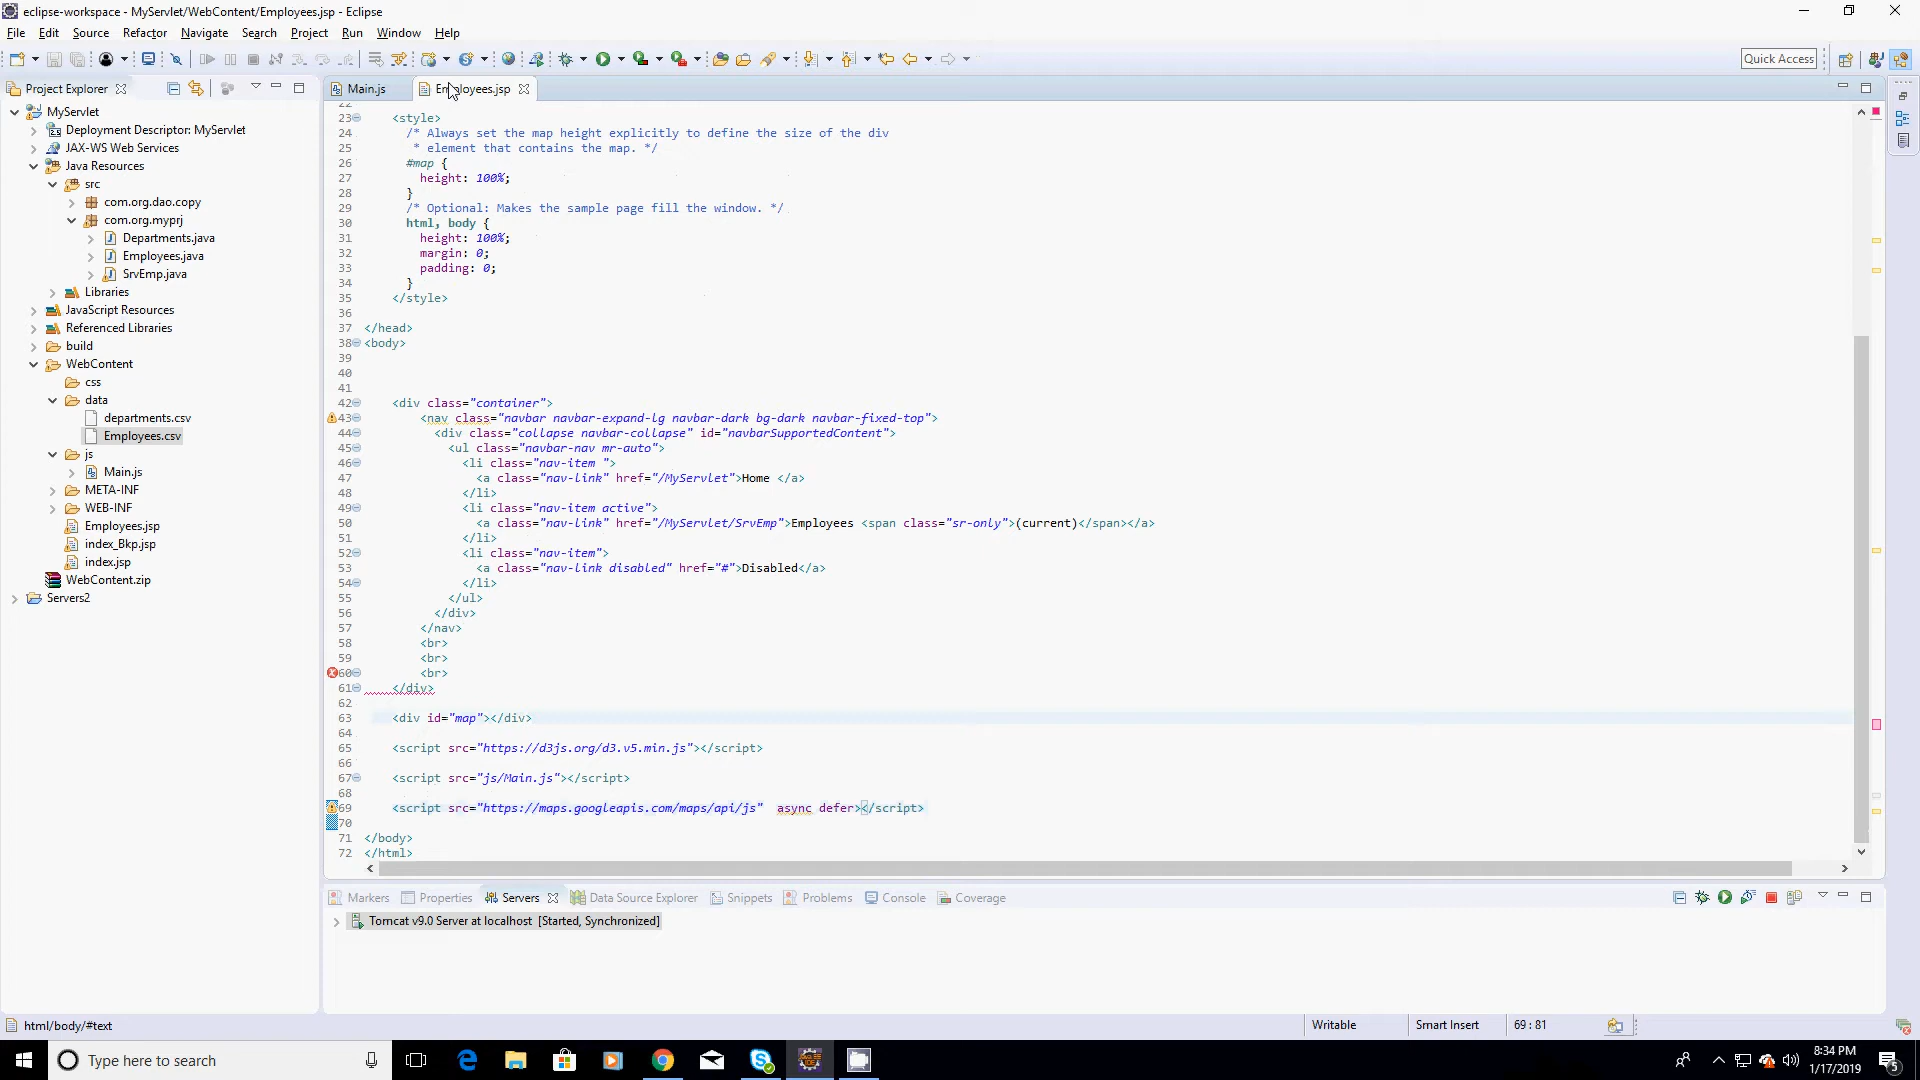 eclipse-workspace - MyServlet/WebContent/Employees.jsp - Eclipse
File Edit Source Refactor Navigate Search Project Run Window Help
Quick Access
Project Explorer
Main.js
Employees.jsp
MyServlet
Deployment Descriptor: MyServlet
JAX-WS Web Services
Java Resources
src
com.org.dao.copy
com.org.myprj
Departments.java
Employees.java
SrvEmp.java
Libraries
JavaScript Resources
Referenced Libraries
build
WebContent
css
data
departments.csv
Employees.csv
js
Main.js
META-INF
WEB-INF
Employees.jsp
index_Bkp.jsp
index.jsp
WebContent.zip
Servers2
22
23 <style>
24 /* Always set the map height explicitly to define the size of the div
25 * element that contains the map. */
26 #map {
27 height: 100%;
28 }
29 /* Optional: Makes the sample page fill the window. */
30 html, body {
31 height: 100%;
32 margin: 0;
33 padding: 0;
34 }
35 </style>
36
37 </head>
38 <body>
39
40
41
42 <div class="container">
43 <nav class="navbar navbar-expand-lg navbar-dark bg-dark navbar-fixed-top">
44 <div class="collapse navbar-collapse" id="navbarSupportedContent">
45 <ul class="navbar-nav mr-auto">
46 <li class="nav-item ">
47 <a class="nav-link" href="/MyServlet">Home </a>
48 </li>
49 <li class="nav-item active">
50 <a class="nav-link" href="/MyServlet/SrvEmp">Employees <span class="sr-only">(current)</span></a>
51 </li>
52 <li class="nav-item">
53 <a class="nav-link disabled" href="#">Disabled</a>
54 </li>
55 </ul>
56 </div>
57 </nav>
58 <br>
59 <br>
60 <br>
61 </div>
62
63 <div id="map"></div>
64
65 <script src="https://d3js.org/d3.v5.min.js"></script>
66
67 <script src="js/Main.js"></script>
68
69 <script src="https://maps.googleapis.com/maps/api/js" async defer></script>
70
71 </body>
72 </html>
Markers Properties Servers Data Source Explorer Snippets Problems Console Coverage
Tomcat v9.0 Server at localhost [Started, Synchronized]
html/body/#text
Writable
Smart Insert
69 : 81
Type here to search
8:34 PM
1/17/2019
5